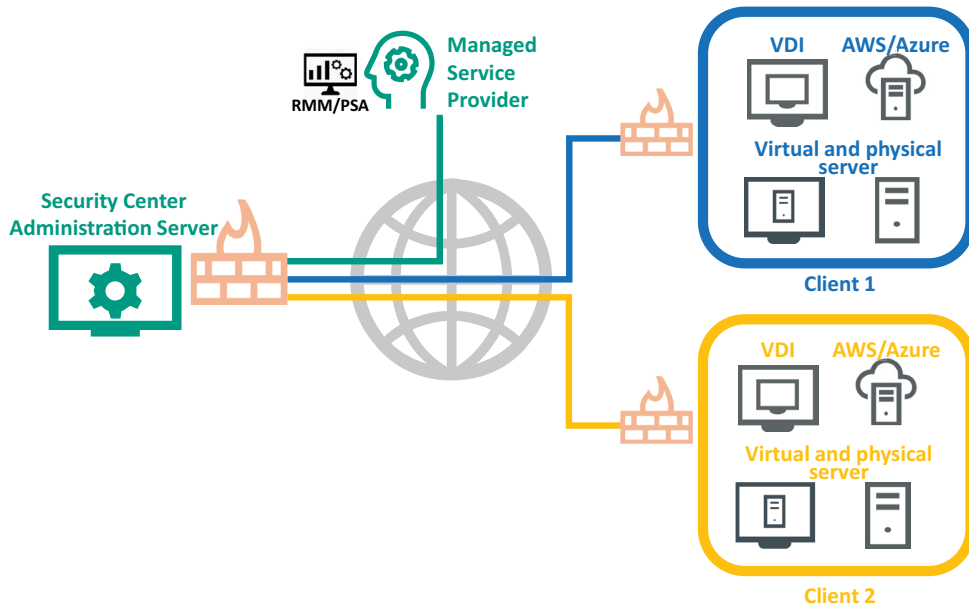 Managed
Service
Provider
RMM/PSA
Security Center
Administration Server
VDI
AWS/Azure
Virtual and physical
server
Client 1
VDI
AWS/Azure
Virtual and physical
server
Client 2